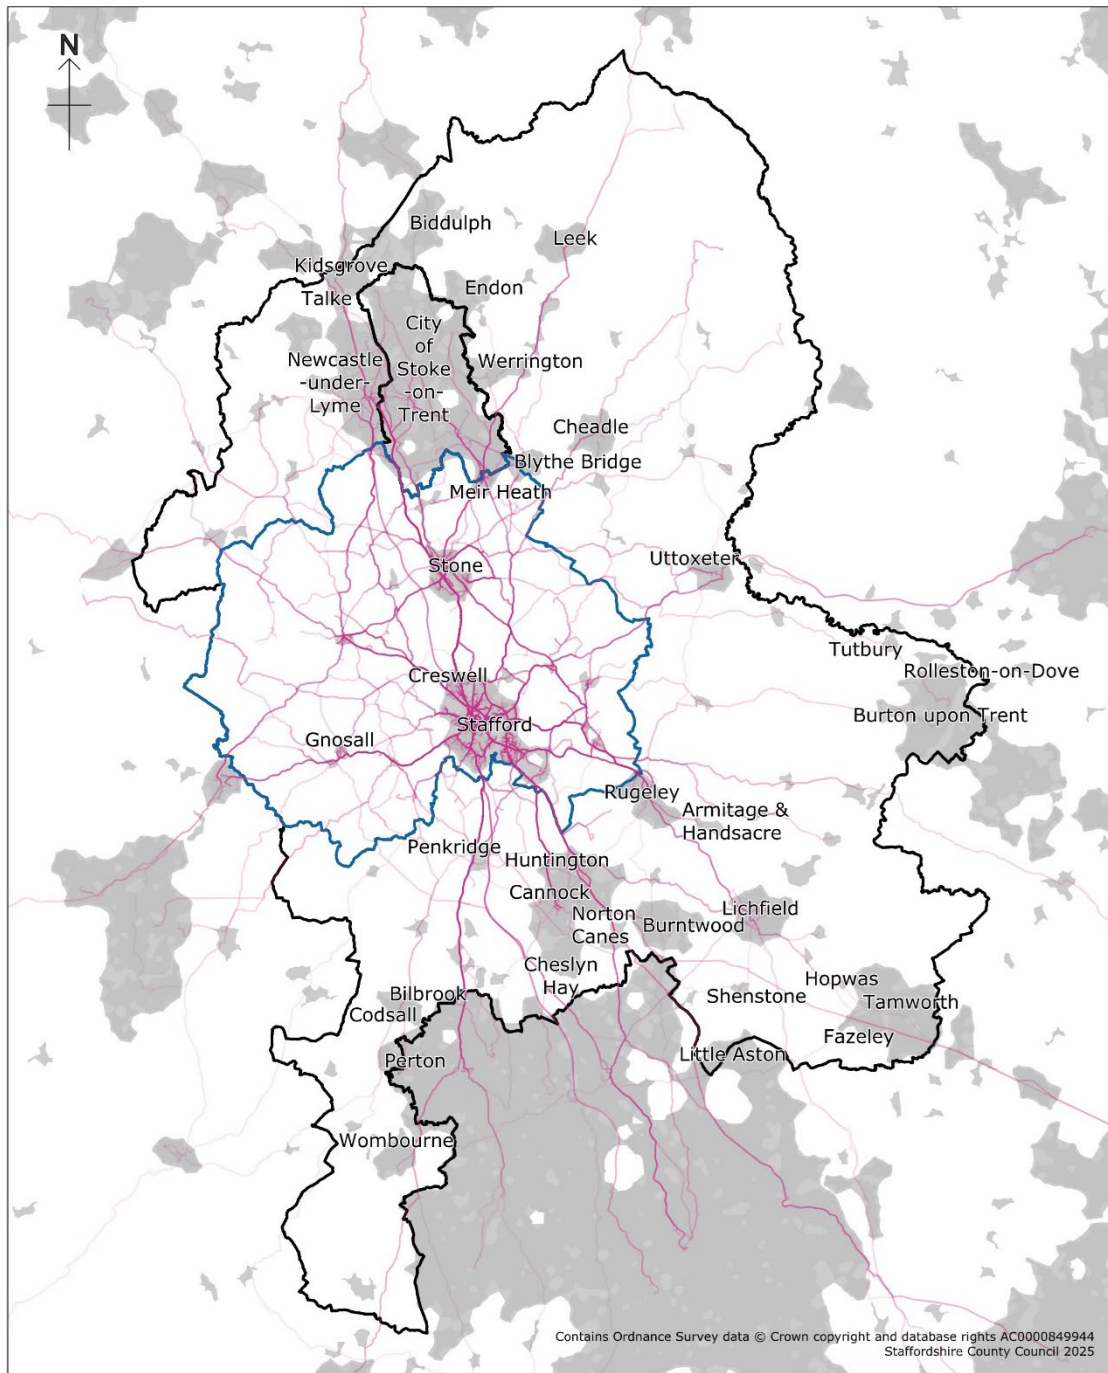 N
Biddulph
Leek
Kidsgrove
Talke
Endon
City
of
Stoke
-on-
Trent
Newcastle
-under-
Lyme
Werrington
Cheadle
Blythe Bridge
Meir Heath
Stone
Uttoxeter
Tutbury
Rolleston-on-Dove
Creswell
Stafford
Burton upon Trent
Gnosall
Rugeley
Armitage &
Handsacre
Penkridge
Huntington
Cannock
Norton
Canes
Burntwood
Lichfield
Cheslyn
Hay
Hopwas
Bilbrook
Shenstone
Tamworth
Codsall
Fazeley
Little Aston
Perton
Wombourne
Contains Ordnance Survey data © Crown copyright and database rights AC0000849944
Staffordshire County Council 2025